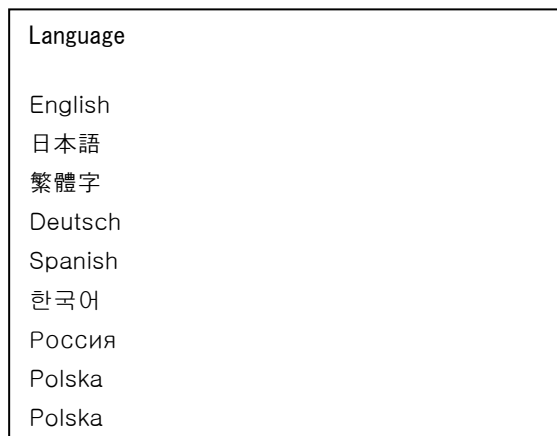 Language
English
日本語
繁體字
Deutsch
Spanish
한국어
Россия
Polska
Polska